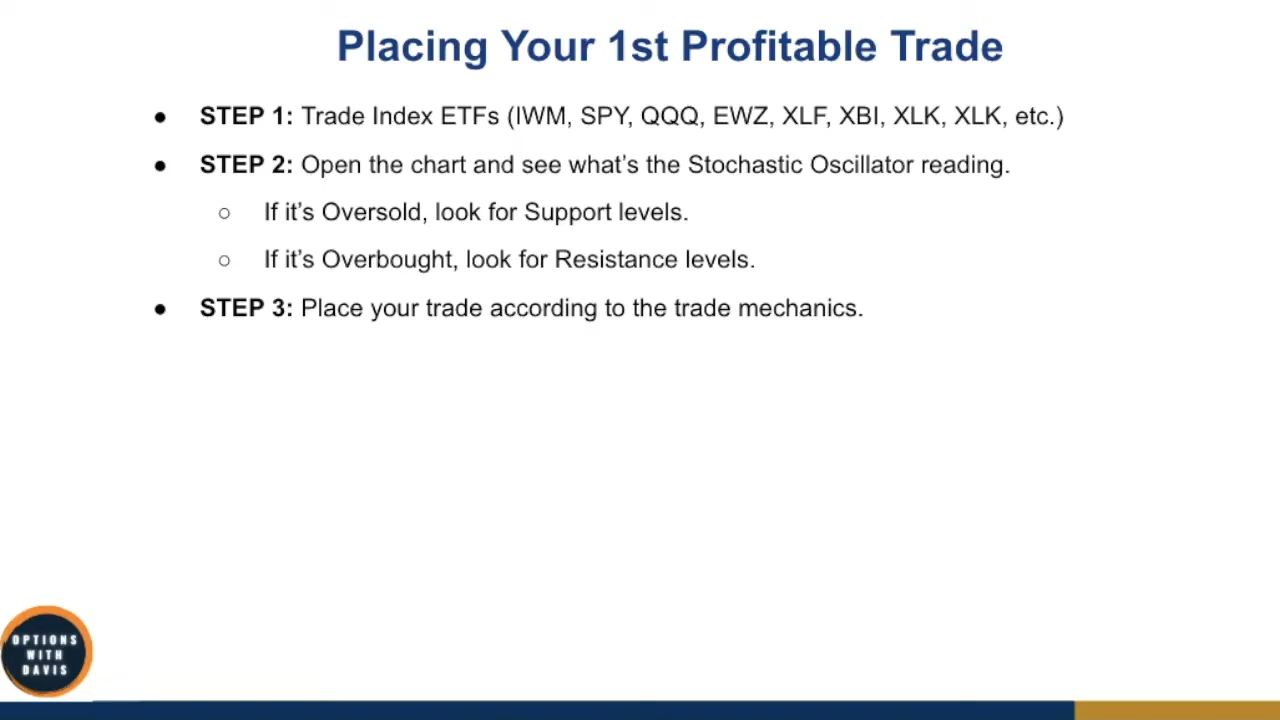 Placing Your 1st Profitable Trade
● STEP 1: Trade Index ETFs (IWM, SPY, QQQ, EWZ, XLF, XBI, XLK, XLK, etc.)
● STEP 2: Open the chart and see what’s the Stochastic Oscillator reading.
○ If it’s Oversold, look for Support levels.
○ If it’s Overbought, look for Resistance levels.
● STEP 3: Place your trade according to the trade mechanics.
OPTIONS
WITH
DAVIS